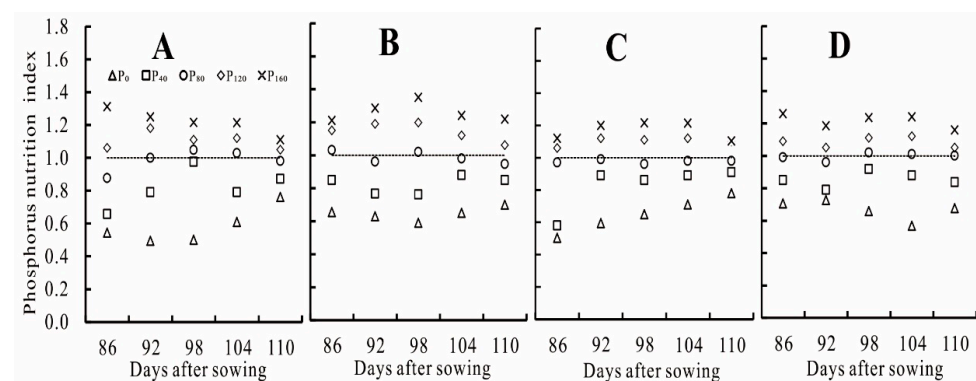 Phosphorus nutrition index
1.8
1.6
1.4
1.2
1.0
0.8
0.6
0.4
0.2
0.0
A
P0 P40 P80 P120 P160
86 92 98 104 110
Days after sowing
B
86 92 98 104 110
Days after sowing
C
86 92 98 104 110
Days after sowing
D
86 92 98 104 110
Days after sowing